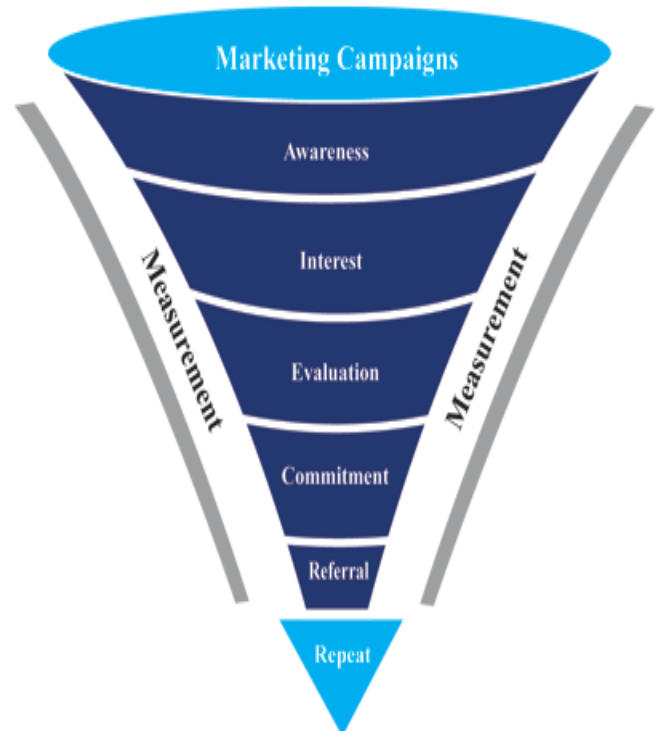 Marketing Campaigns
Awareness
Interest
Measurement
Measurement
Evaluation
Commitment
Referral
Repeat